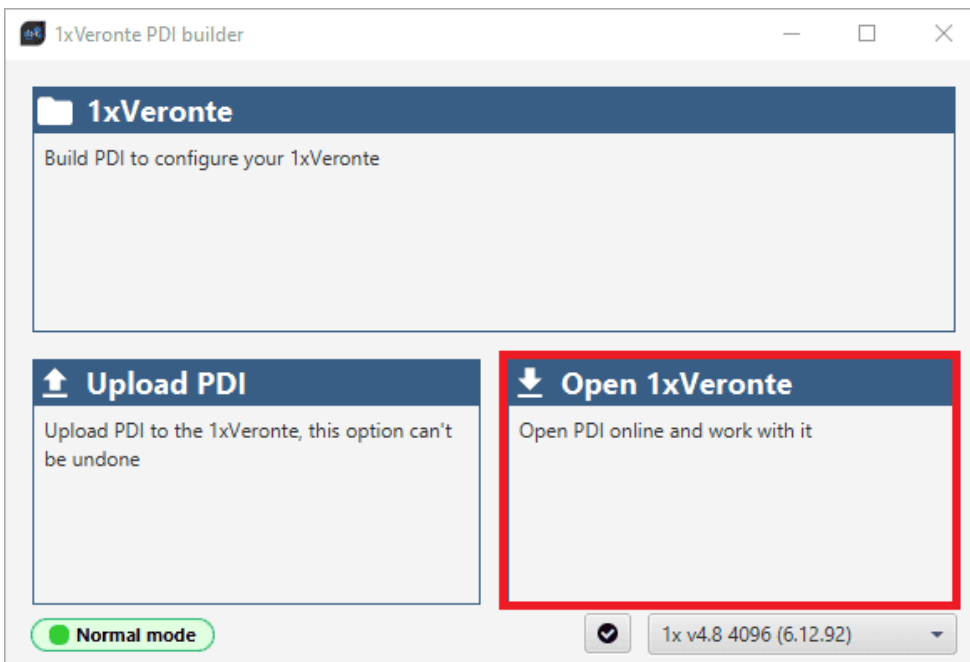 1xVeronte PDI builder
1xVeronte
Build PDI to configure your 1xVeronte
Upload PDI
Upload PDI to the 1xVeronte, this option can't
be undone
Open 1xVeronte
Open PDI online and work with it
Normal mode
1x v4.8 4096 (6.12.92)